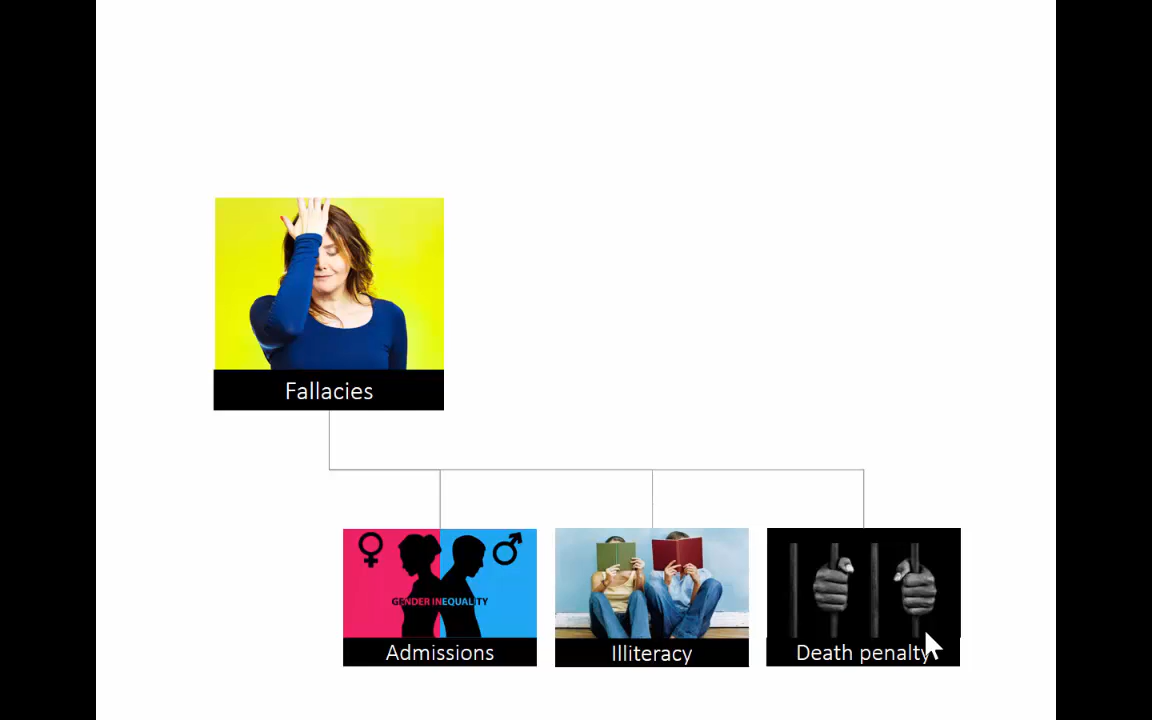 Fallacies
GENDER INEQUALITY
Admissions
Illiteracy
Death penalty